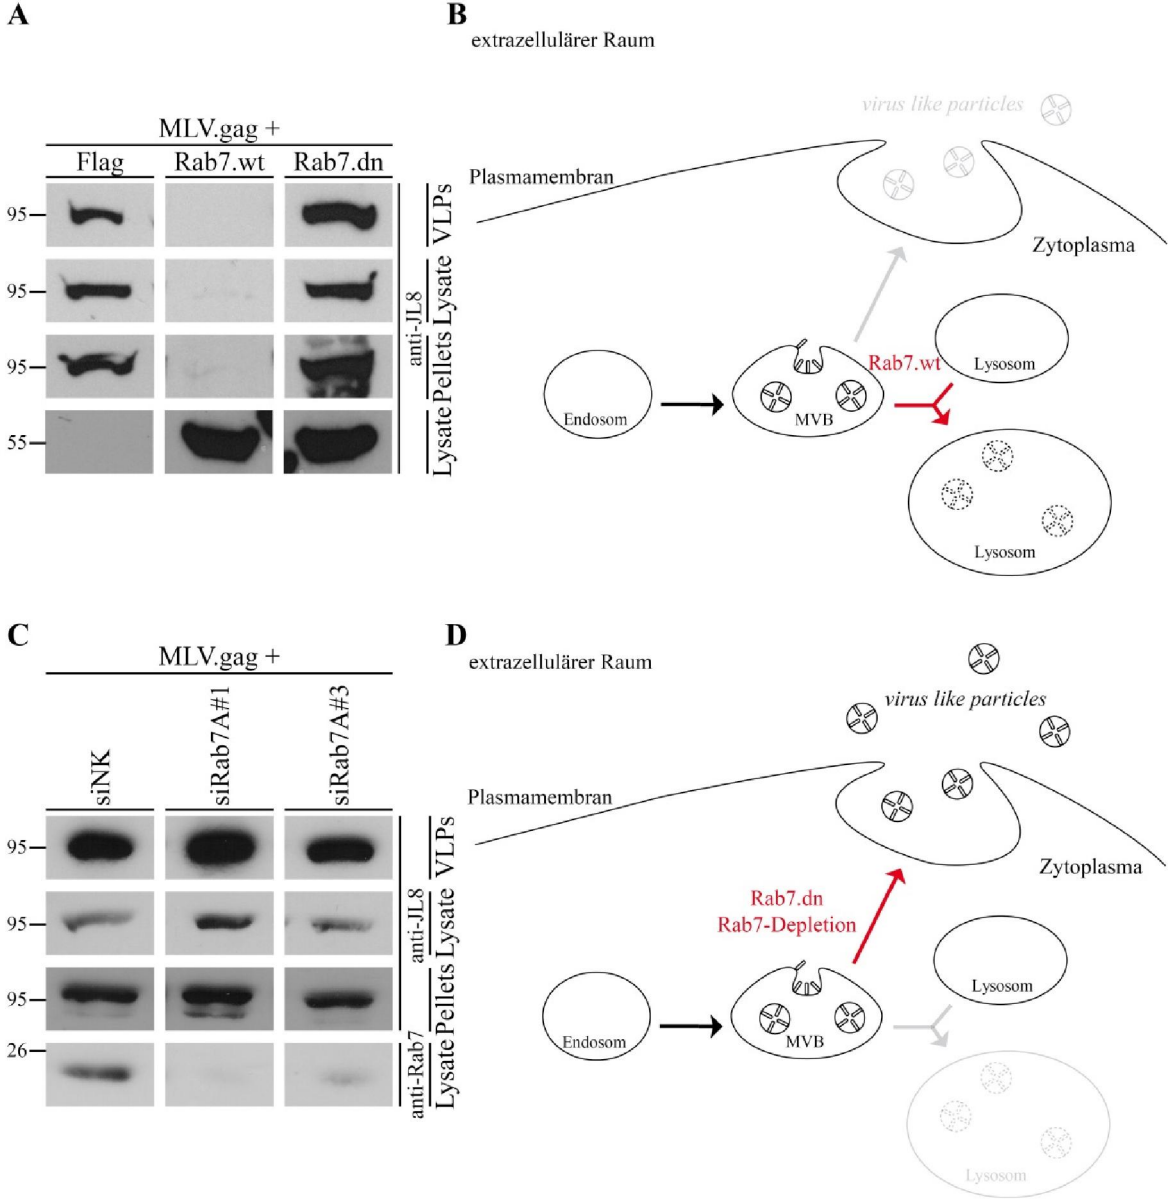 A
MLV.gag +
Flag Rab7.wt Rab7.dn
95
95
95
55
VLPs
Lysate
Pellets
Lysate
anti-JL8
B
extrazellulärer Raum
virus like particles
Plasmamembran
Zytoplasma
Rab7.wt
Lysosom
Endosom
MVB
Lysosom
C
MLV.gag +
siNK
siRab7A#1
siRab7A#3
95
95
95
26
VLPs
Lysate
Pellets
Lysate
anti-JL8
anti-Rab7
D
extrazellulärer Raum
virus like particles
Plasmamembran
Zytoplasma
Rab7.dn
Rab7-Depletion
Lysosom
Endosom
MVB
Lysosom